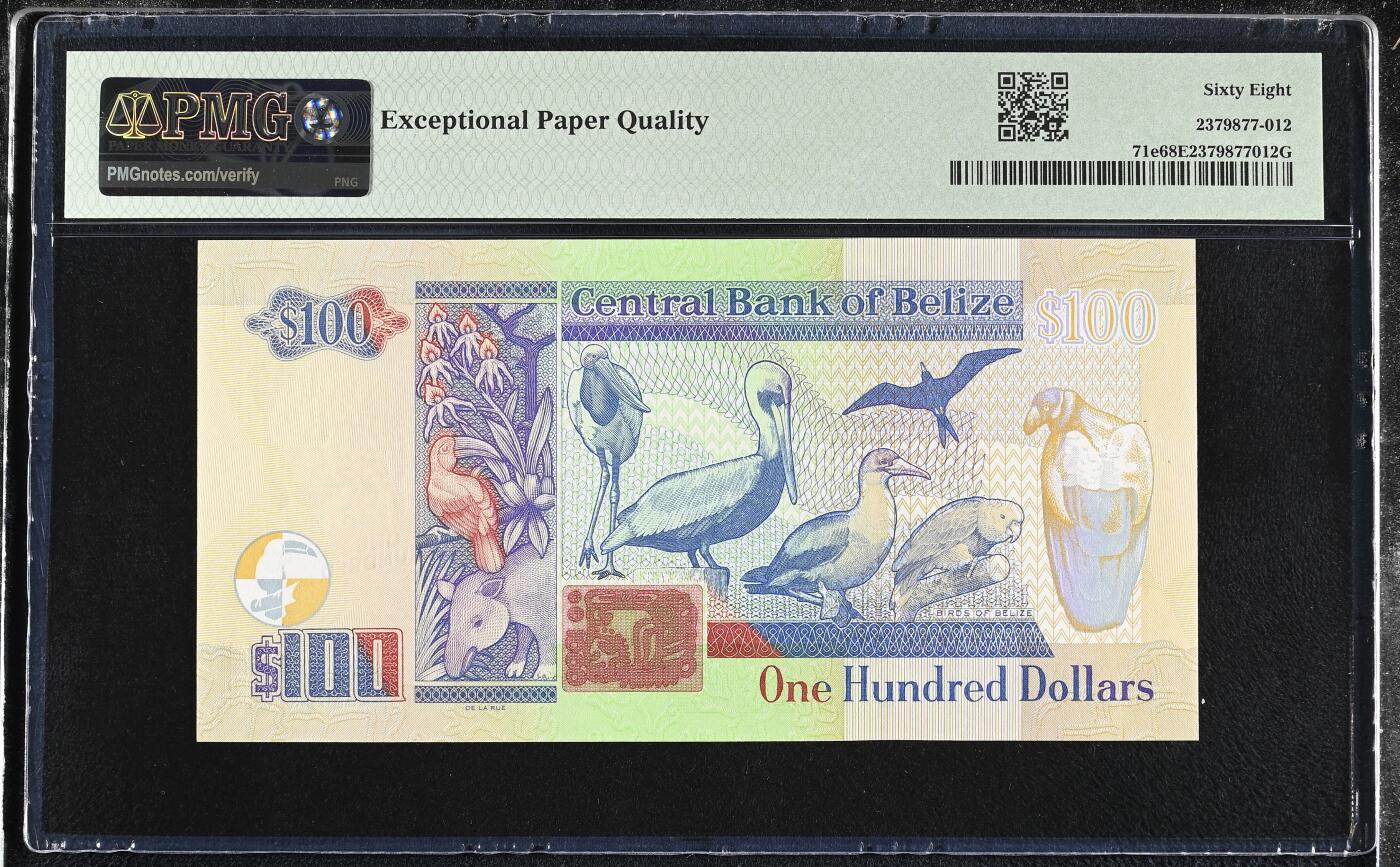 PMG
PAPER MONEY GUARANTY
PMGnotes.com/verify
PNG
Exceptional Paper Quality
Sixty Eight
2379877-012
71e68E2379877012G
$100
Central Bank of Belize
$100
BIRDS OF BELIZE
$100
One Hundred Dollars
DE LA RUE